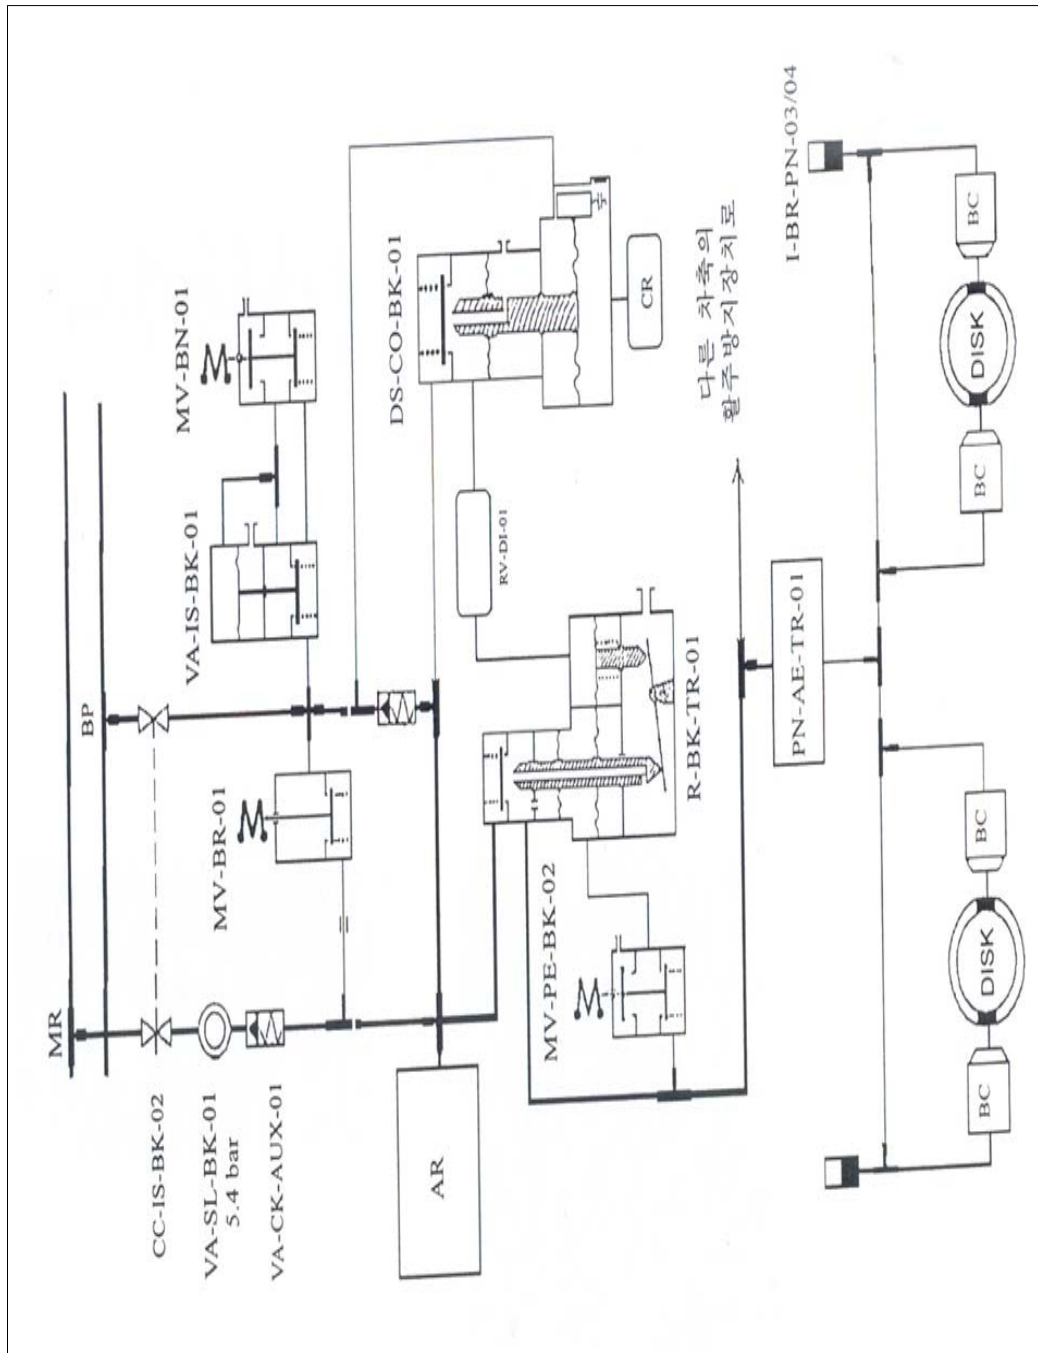 MR
BP
CC-IS-BK-02
VA-SL-BK-01
5.4 bar
VA-CK-AUX-01
MV-BR-01
VA-IS-BK-01
MV-BN-01
AR
MV-PE-BK-02
R-BK-TR-01
RV-DI-01
DS-CO-BK-01
CR
다른 차축의
활주방지장치로
PN-AE-TR-01
I-BR-PN-03/04
BC
DISK
BC
BC
DISK
BC